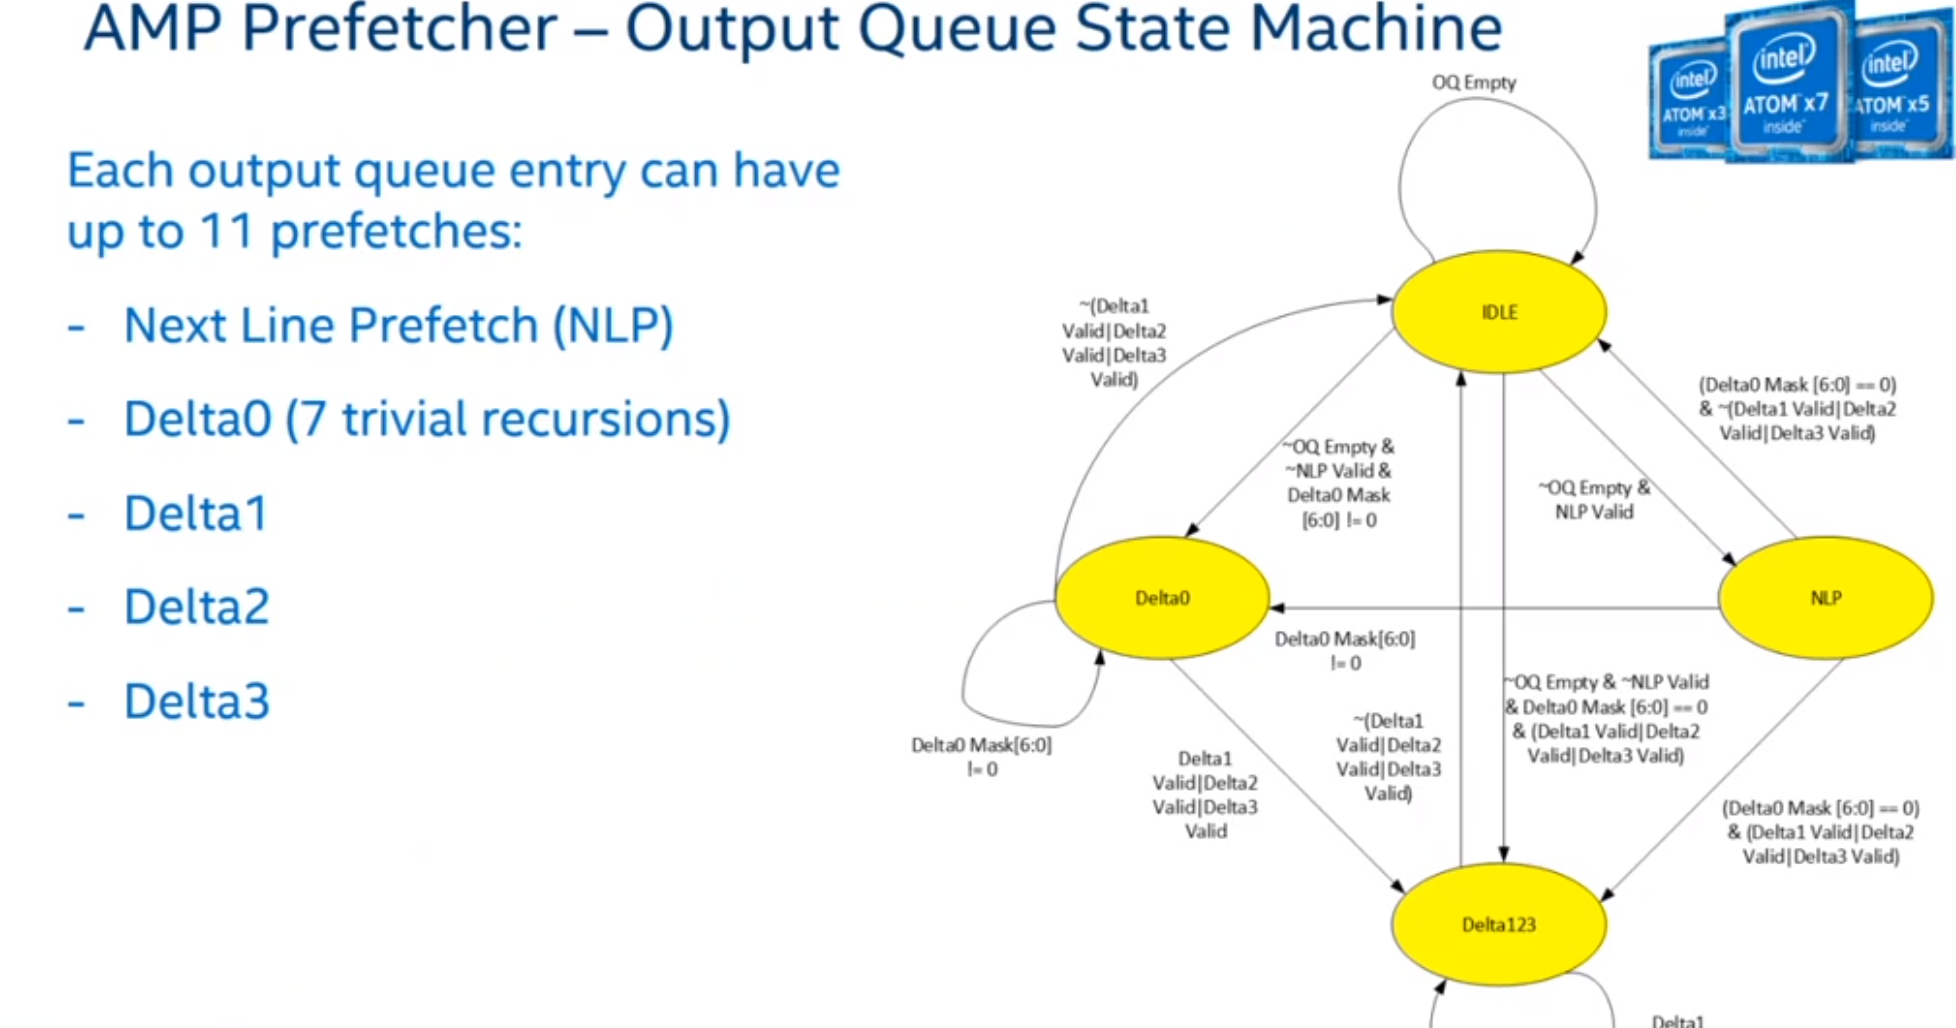 AMP Prefetcher – Output Queue State Machine
intel
ATOM x3
inside
intel
ATOM x7
inside
intel
ATOM x5
inside
Each output queue entry can have
up to 11 prefetches:
- Next Line Prefetch (NLP)
- Delta0 (7 trivial recursions)
- Delta1
- Delta2
- Delta3
OQ Empty
IDLE
~(Delta1
Valid|Delta2
Valid|Delta3
Valid)
(Delta0 Mask [6:0] == 0)
& ~(Delta1 Valid|Delta2
Valid|Delta3 Valid)
~OQ Empty &
~NLP Valid &
Delta0 Mask
[6:0] != 0
~OQ Empty &
NLP Valid
Delta0
NLP
Delta0 Mask[6:0]
!= 0
Delta0 Mask[6:0]
!= 0
Delta1
Valid|Delta2
Valid|Delta3
Valid
~(Delta1
Valid|Delta2
Valid|Delta3
Valid)
~OQ Empty & ~NLP Valid
& Delta0 Mask [6:0] == 0
& (Delta1 Valid|Delta2
Valid|Delta3 Valid)
(Delta0 Mask [6:0] == 0)
& (Delta1 Valid|Delta2
Valid|Delta3 Valid)
Delta123
Delta1